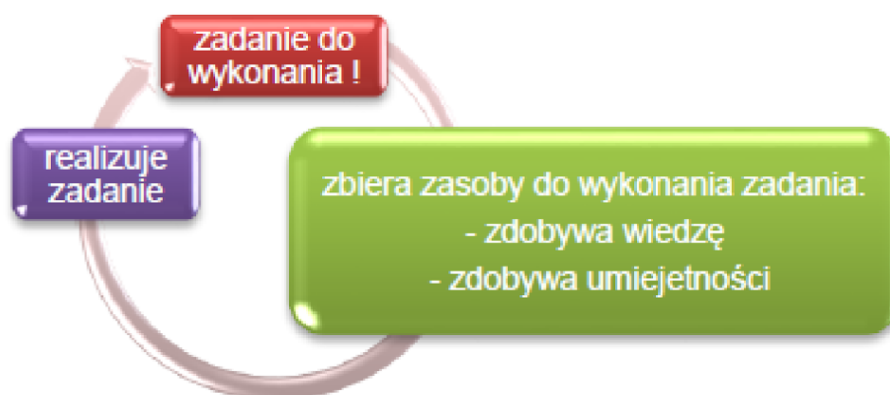 zadanie do
wykonania !
zbiera zasoby do wykonania zadania:
- zdobywa wiedzę
- zdobywa umiejetności
realizuje
zadanie